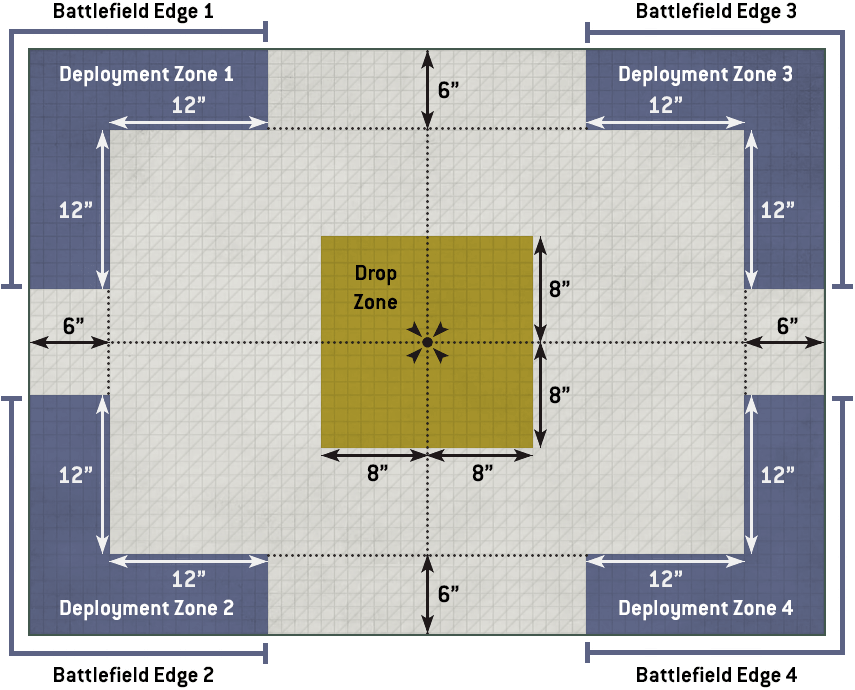 Battlefield Edge 1
Battlefield Edge 3
Deployment Zone 1
Deployment Zone 3
12”
6”
12”
12”
12”
Drop
Zone
8”
6”
6”
8”
8”
8”
12”
12”
12”
6”
12”
Deployment Zone 2
Deployment Zone 4
Battlefield Edge 2
Battlefield Edge 4